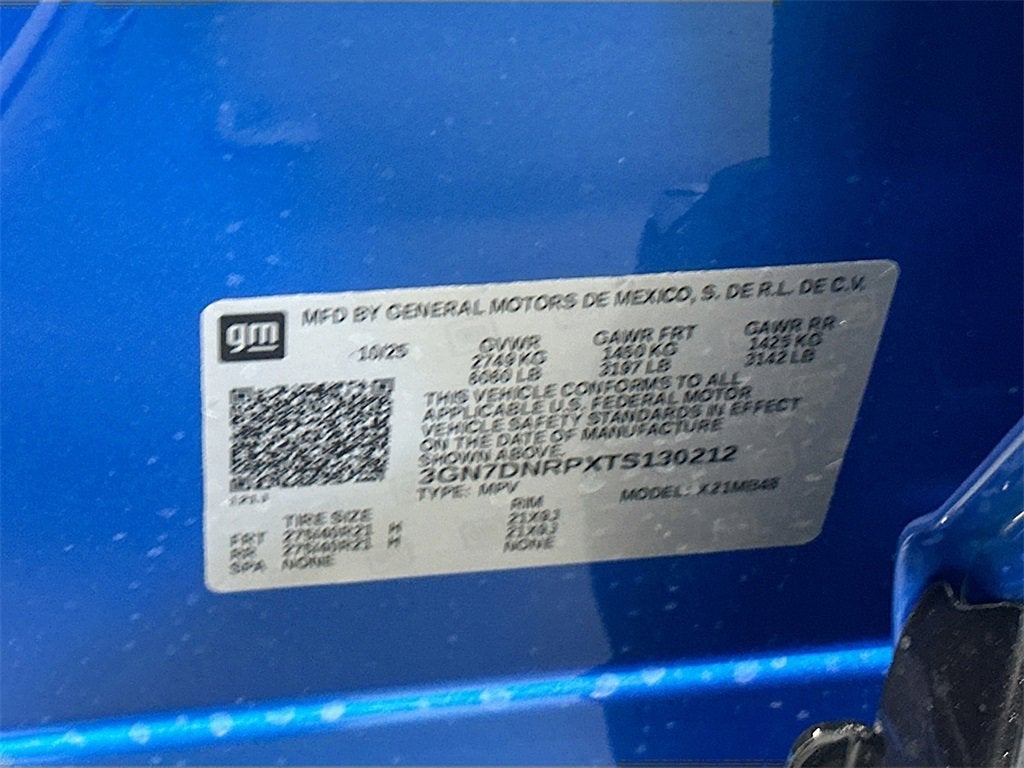 gm
MFD BY GENERAL MOTORS DE MEXICO, S. DE R.L. DE C.V.
10/25 GVWR GAWR FRT GAWR RR
2749 KG 1450 KG 1425 KG
6060 LB 3197 LB 3142 LB
THIS VEHICLE CONFORMS TO ALL
APPLICABLE U.S. FEDERAL MOTOR
VEHICLE SAFETY STANDARDS IN EFFECT
ON THE DATE OF MANUFACTURE
SHOWN ABOVE.
3GN7DNRPXTS130212
TYPE: MPV MODEL: X21MB48
TIRE SIZE RIM
FRT 275/40R21 H 21X9J
RR 275/40R21 H 21X9J
SPA NONE NONE